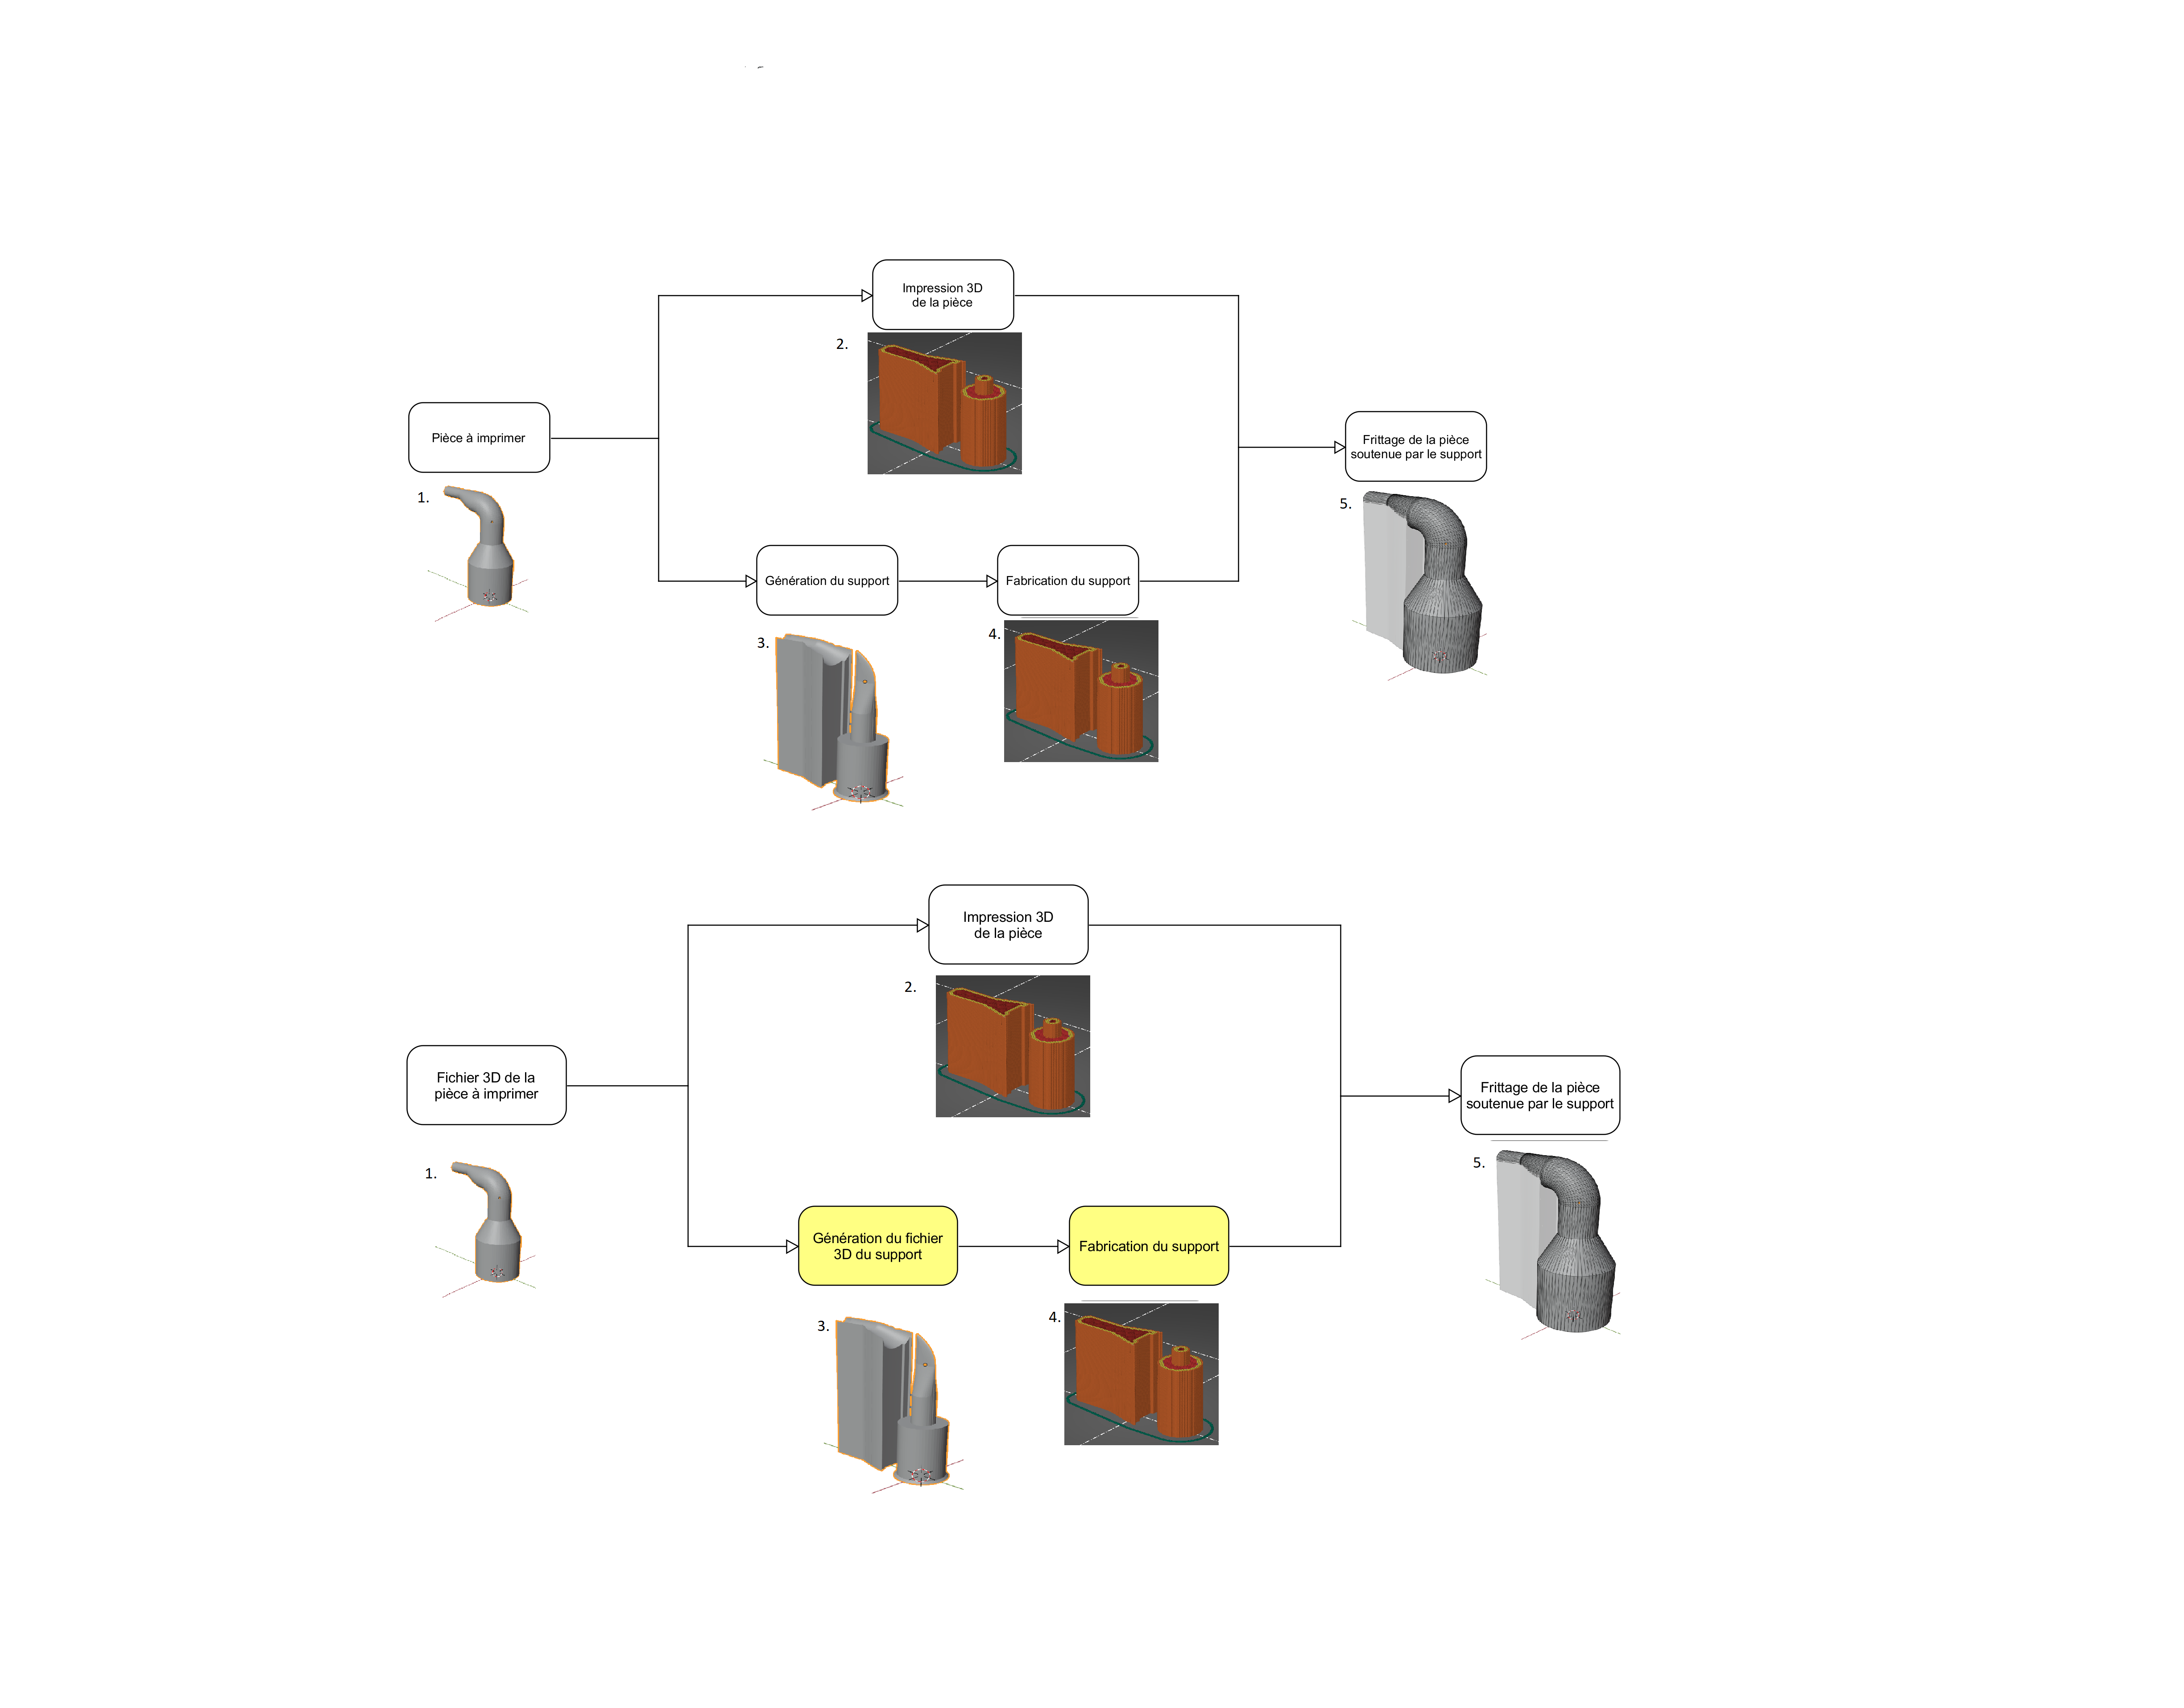 Impression 3D
de la pièce
2.
Pièce à imprimer
Frittage de la pièce
soutenue par le support
1.
5.
Génération du support
Fabrication du support
3.
4.
Impression 3D
de la pièce
2.
Fichier 3D de la
pièce à imprimer
Frittage de la pièce
soutenue par le support
1.
5.
Génération du fichier
3D du support
Fabrication du support
3.
4.